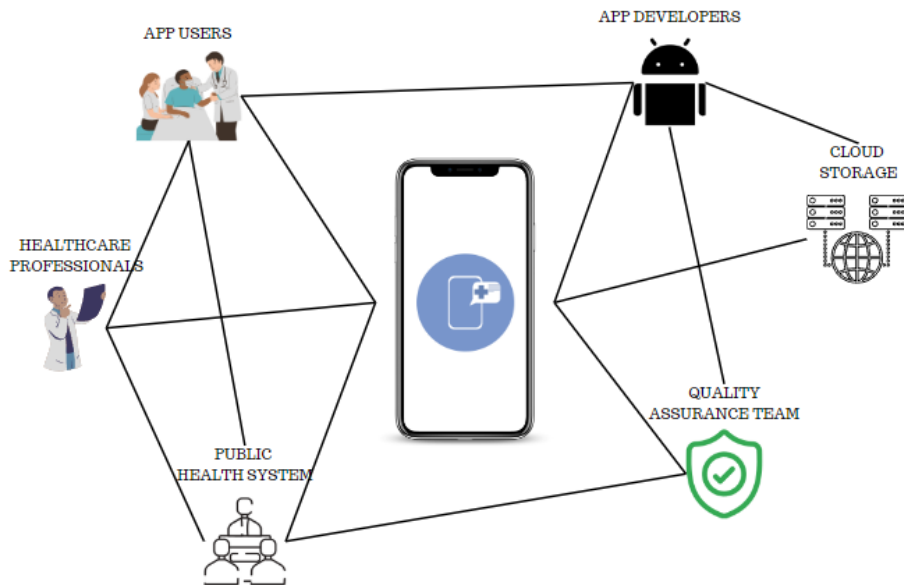 APP USERS
APP DEVELOPERS
CLOUD
STORAGE
HEALTHCARE
PROFESSIONALS
QUALITY
ASSURANCE TEAM
PUBLIC
HEALTH SYSTEM